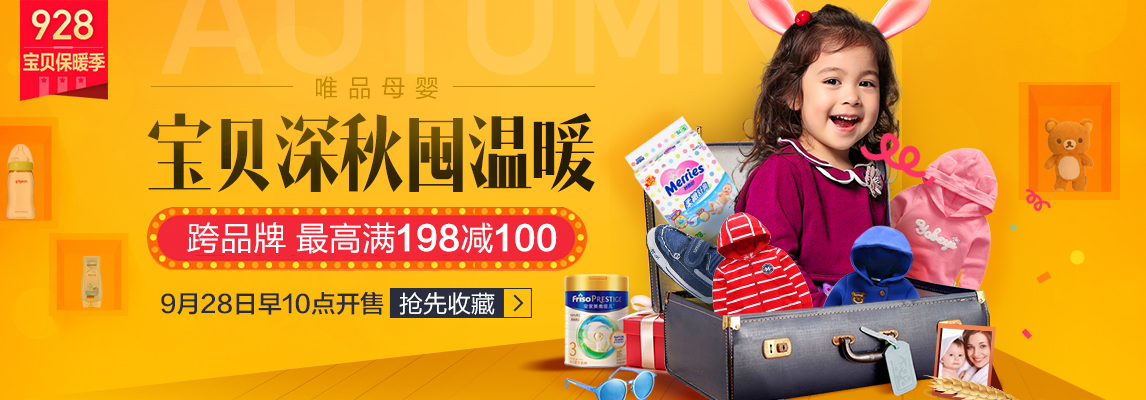 928
宝贝保暖季
AUTUMN
唯品母婴
宝贝深秋囤温暖
跨品牌 最高满198减100
9月28日早10点开售 抢先收藏 >
Merries
FrisoPRESTIGE
3
Yobeyi